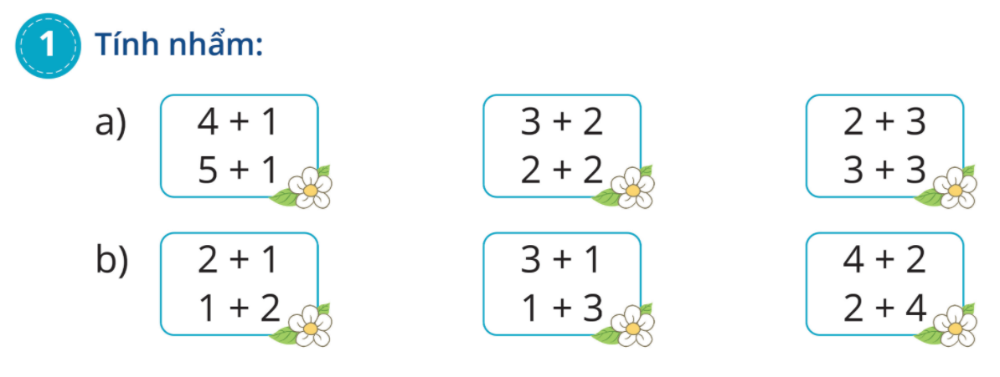 1 Tính nhẩm:
a) 4 + 1 3 + 2 2 + 3
5 + 1 2 + 2 3 + 3
b) 2 + 1 3 + 1 4 + 2
1 + 2 1 + 3 2 + 4